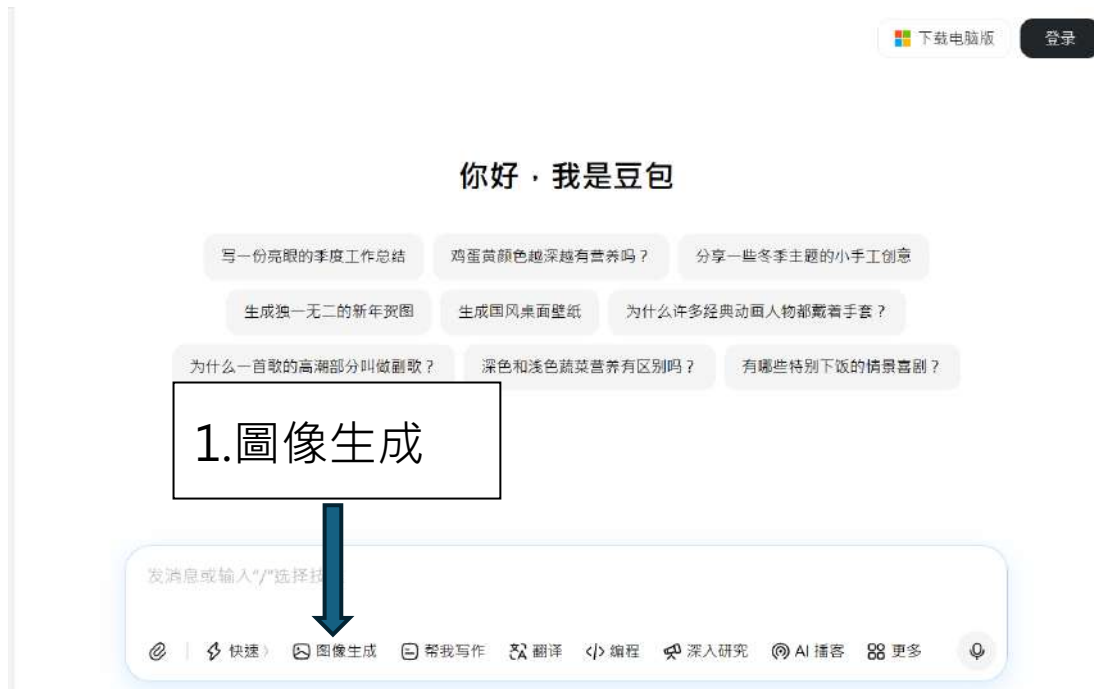 下载电脑版 登录
你好，我是豆包
写一份亮眼的季度工作总结 鸡蛋黄颜色越深越有营养吗？ 分享一些冬季主题的小手工创意
生成独一无二的新年贺图 生成国风桌面壁纸 为什么许多经典动画人物都戴着手套？
为什么一首歌的高潮部分叫做副歌？ 深色和浅色蔬菜营养有区别吗？ 有哪些特别下饭的情景喜剧？
1.圖像生成
发消息或输入“/”选择技
快速 图像生成 帮我写作 翻译 编程 深入研究 AI 播客 更多